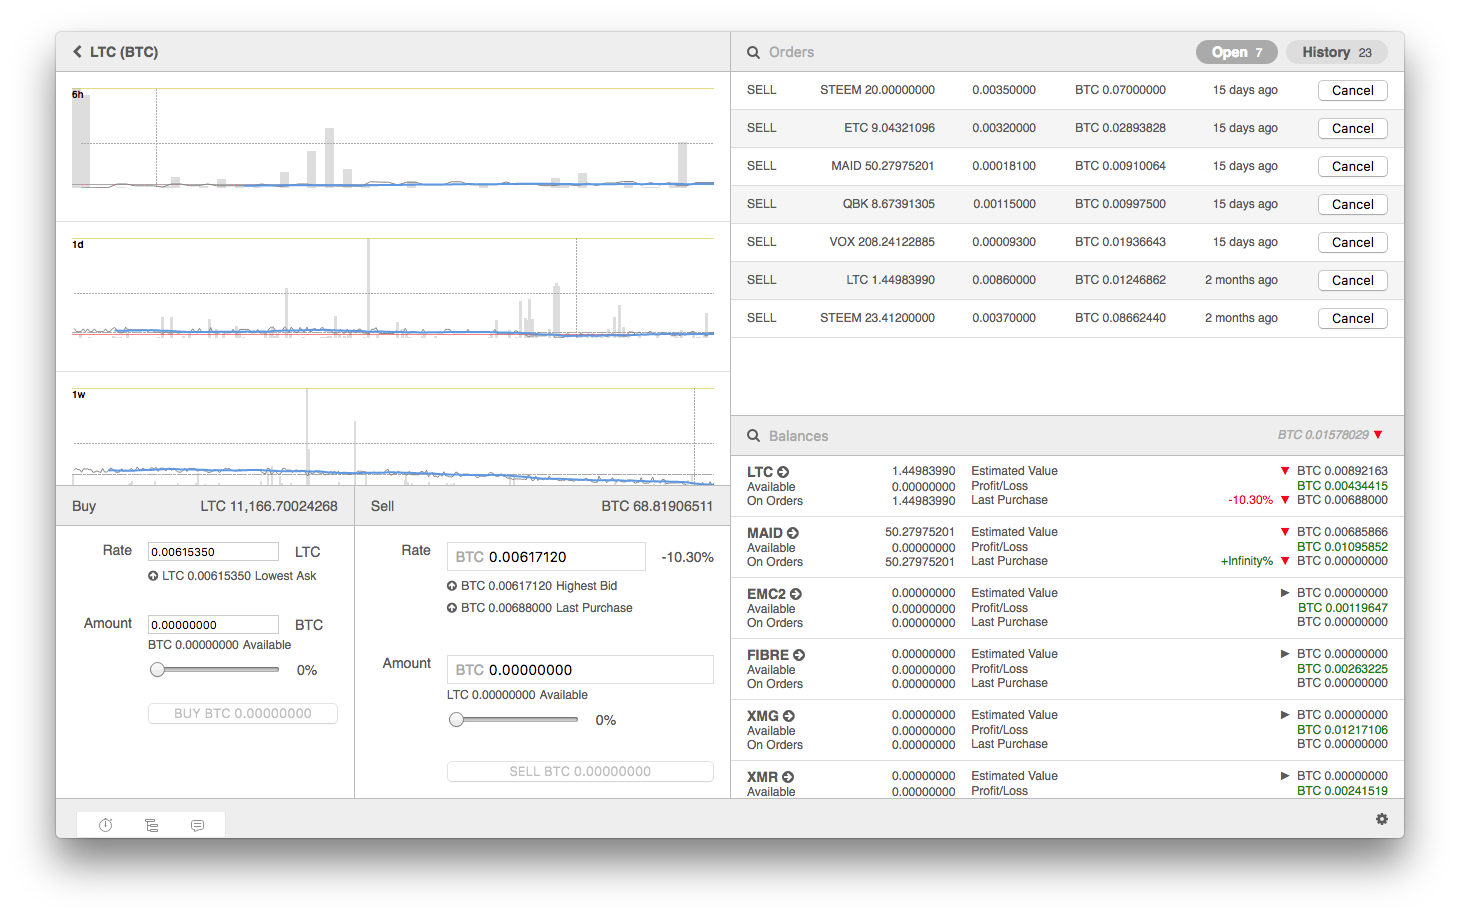 LTC (BTC)
6h
1d
1w
Buy LTC 11,166.70024268
Rate 0.00615350 LTC
LTC 0.00615350 Lowest Ask
Amount 0.00000000 BTC
BTC 0.00000000 Available
0%
BUY BTC 0.00000000
Sell BTC 68.81906511
Rate BTC 0.00617120 -10.30%
BTC 0.00617120 Highest Bid
BTC 0.00688000 Last Purchase
Amount BTC 0.00000000
LTC 0.00000000 Available
0%
SELL BTC 0.00000000
Orders Open 7 History 23
SELL STEEM 20.00000000 0.00350000 BTC 0.07000000 15 days ago Cancel
SELL ETC 9.04321096 0.00320000 BTC 0.02893828 15 days ago Cancel
SELL MAID 50.27975201 0.00018100 BTC 0.00910064 15 days ago Cancel
SELL QBK 8.67391305 0.00115000 BTC 0.00997500 15 days ago Cancel
SELL VOX 208.24122885 0.00009300 BTC 0.01936643 15 days ago Cancel
SELL LTC 1.44983990 0.00860000 BTC 0.01246862 2 months ago Cancel
SELL STEEM 23.41200000 0.00370000 BTC 0.08662440 2 months ago Cancel
Balances BTC 0.01578029
LTC 1.44983990 Estimated Value BTC 0.00892163
Available 0.00000000 Profit/Loss BTC 0.00434415
On Orders 1.44983990 Last Purchase -10.30% BTC 0.00688000
MAID 50.27975201 Estimated Value BTC 0.00685866
Available 0.00000000 Profit/Loss BTC 0.01095852
On Orders 50.27975201 Last Purchase +Infinity% BTC 0.00000000
EMC2 0.00000000 Estimated Value BTC 0.00000000
Available 0.00000000 Profit/Loss BTC 0.00119647
On Orders 0.00000000 Last Purchase BTC 0.00000000
FIBRE 0.00000000 Estimated Value BTC 0.00000000
Available 0.00000000 Profit/Loss BTC 0.00263225
On Orders 0.00000000 Last Purchase BTC 0.00000000
XMG 0.00000000 Estimated Value BTC 0.00000000
Available 0.00000000 Profit/Loss BTC 0.01217106
On Orders 0.00000000 Last Purchase BTC 0.00000000
XMR 0.00000000 Estimated Value BTC 0.00000000
Available 0.00000000 Profit/Loss BTC 0.00241519